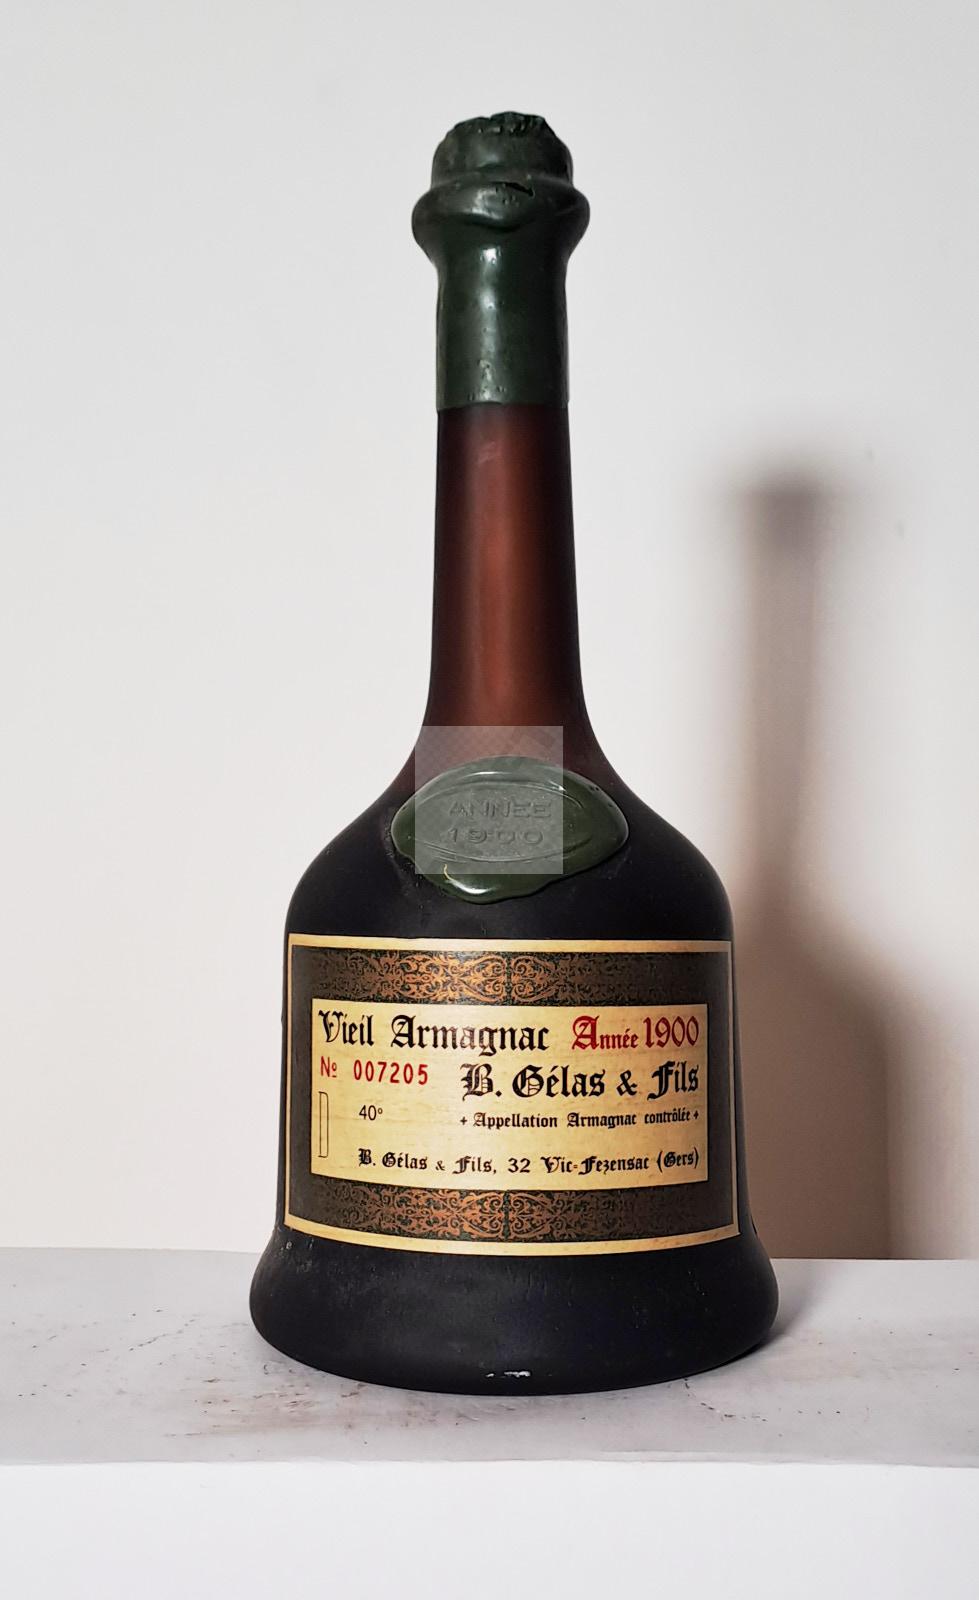 ANNEE
1900
Vieil Armagnac Année 1900
Nº 007205 B. Gélas & Fils
D 40° + Appellation Armagnac contrôlée +
B. Gélas & Fils, 32 Vic-Fezensac (Gers)